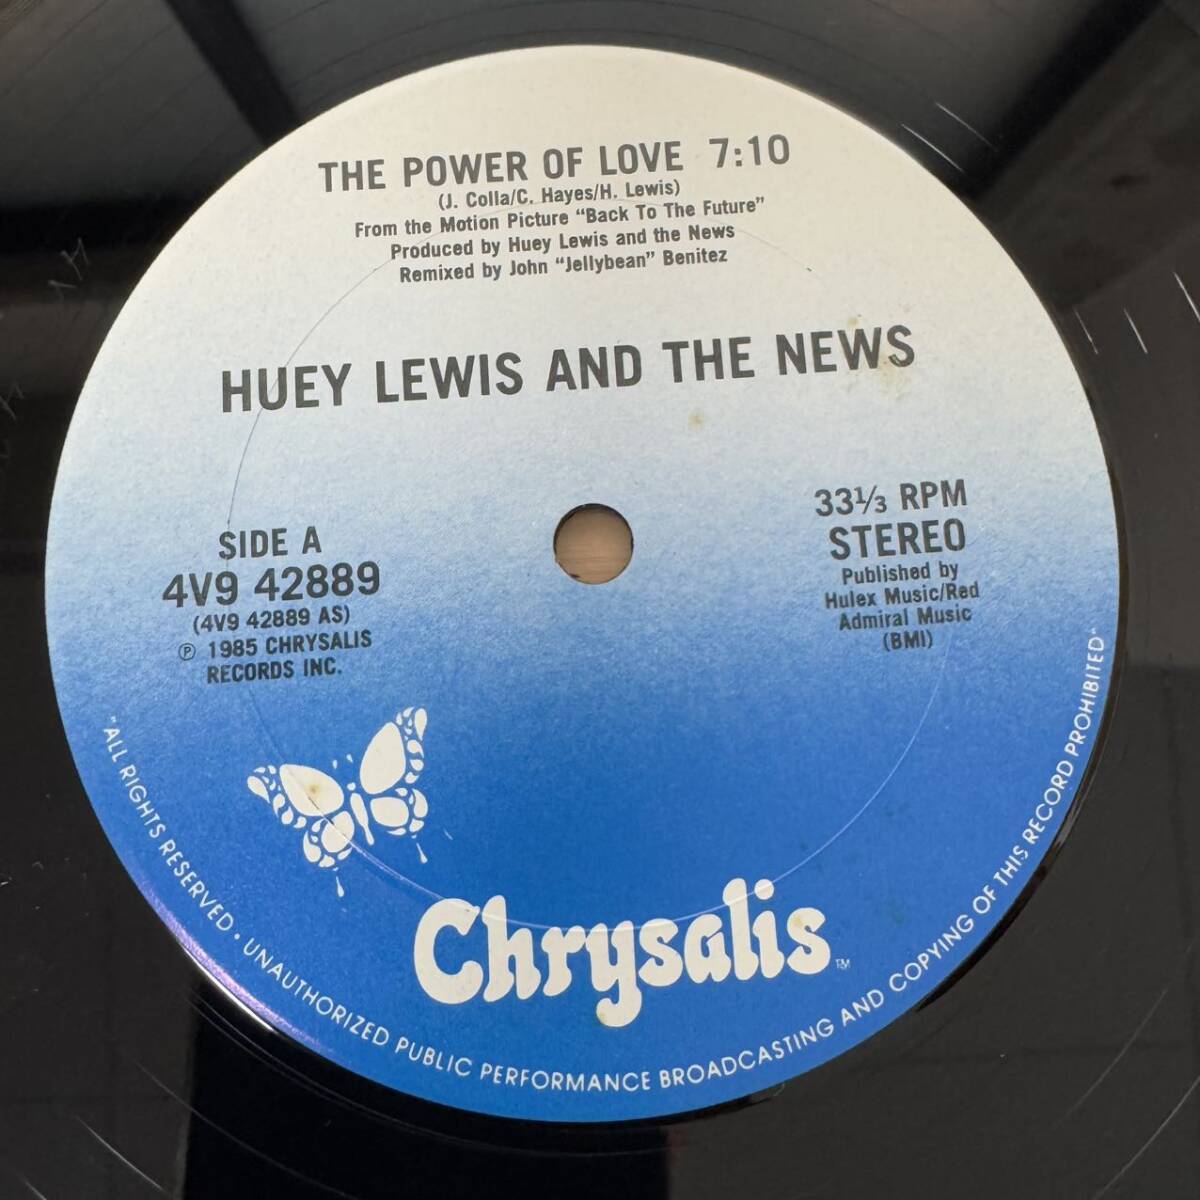 THE POWER OF LOVE 7:10
(J. Colla/C. Hayes/H. Lewis)
From the Motion Picture "Back To The Future"
Produced by Huey Lewis and the News
Remixed by John "Jellybean" Benitez
HUEY LEWIS AND THE NEWS
SIDE A
4V9 42889
(4V9 42889 AS)
℗ 1985 CHRYSALIS
RECORDS INC.
33⅓ RPM
STEREO
Published by
Hulex Music/Red
Admiral Music
(BMI)
Chrysalis™
"ALL RIGHTS RESERVED • UNAUTHORIZED PUBLIC PERFORMANCE BROADCASTING AND COPYING OF THIS RECORD PROHIBITED"